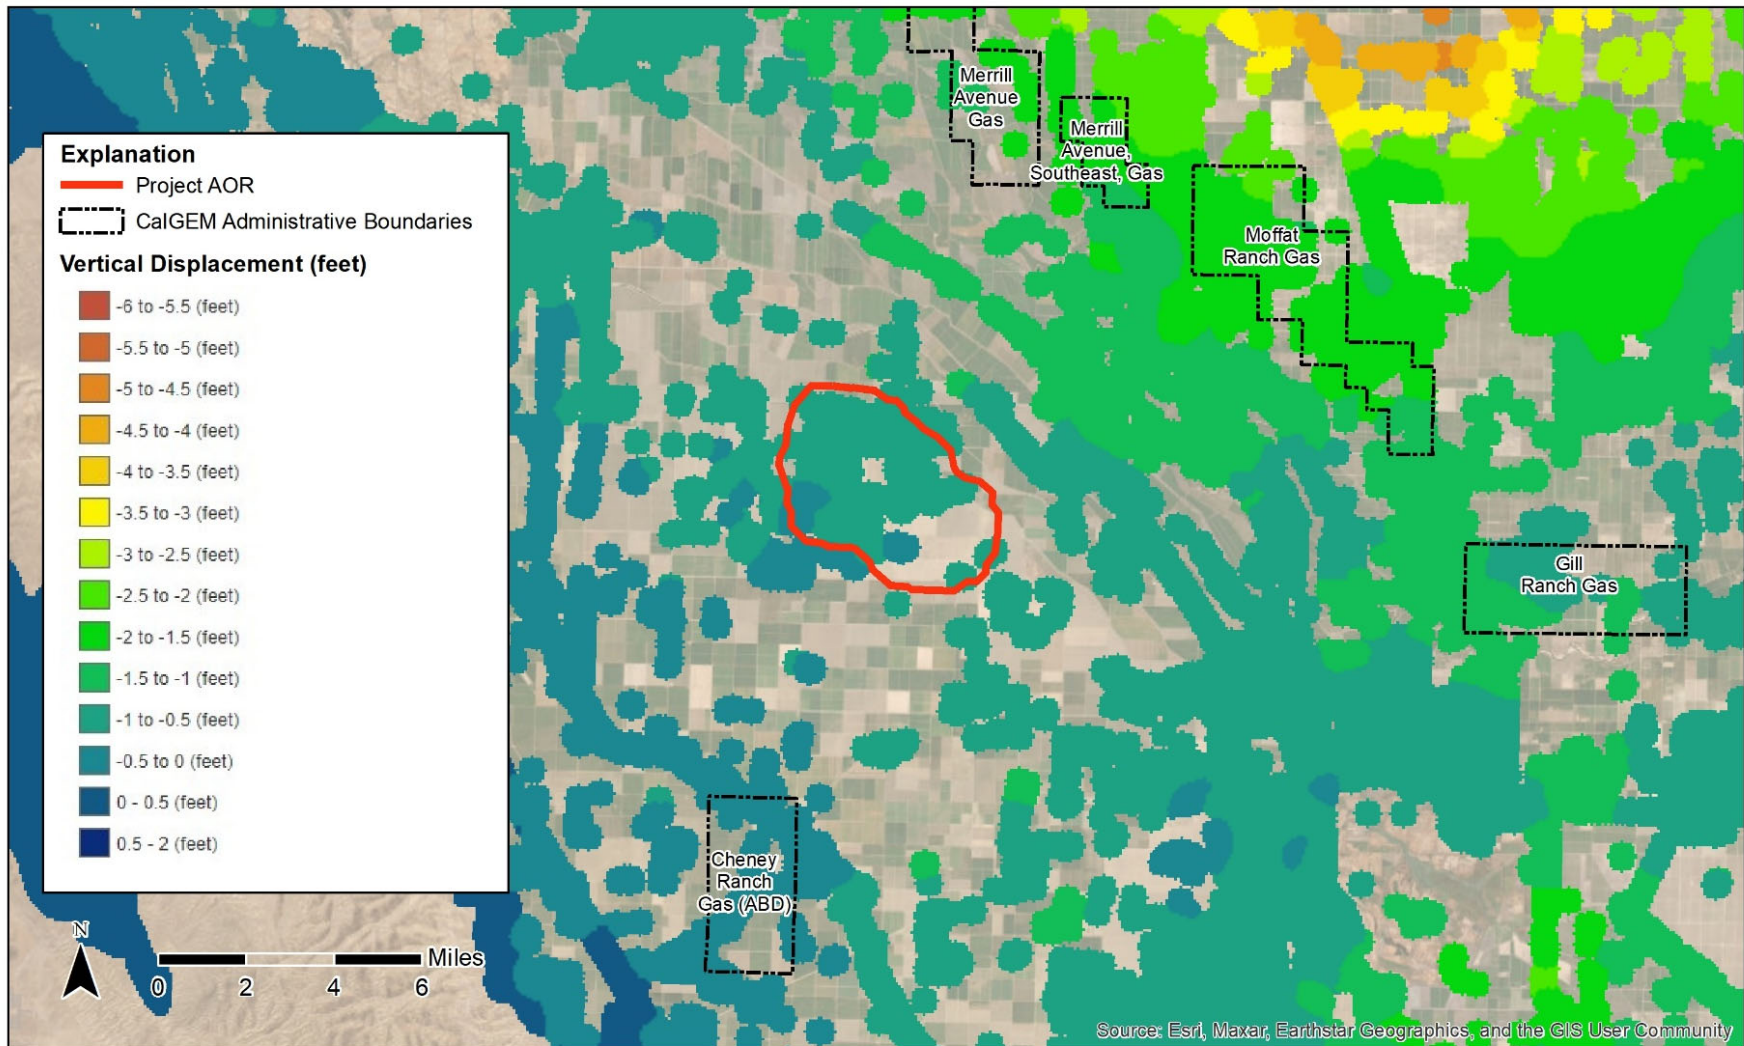 Explanation
Project AOR
CalGEM Administrative Boundaries
Vertical Displacement (feet)
-6 to -5.5 (feet)
-5.5 to -5 (feet)
-5 to -4.5 (feet)
-4.5 to -4 (feet)
-4 to -3.5 (feet)
-3.5 to -3 (feet)
-3 to -2.5 (feet)
-2.5 to -2 (feet)
-2 to -1.5 (feet)
-1.5 to -1 (feet)
-1 to -0.5 (feet)
-0.5 to 0 (feet)
0 - 0.5 (feet)
0.5 - 2 (feet)
N
Miles
0 2 4 6
Merrill
Avenue
Gas
Merrill
Avenue,
Southeast, Gas
Moffat
Ranch Gas
Gill
Ranch Gas
Cheney
Ranch
Gas (ABD)
Source: Esri, Maxar, Earthstar Geographics, and the GIS User Community